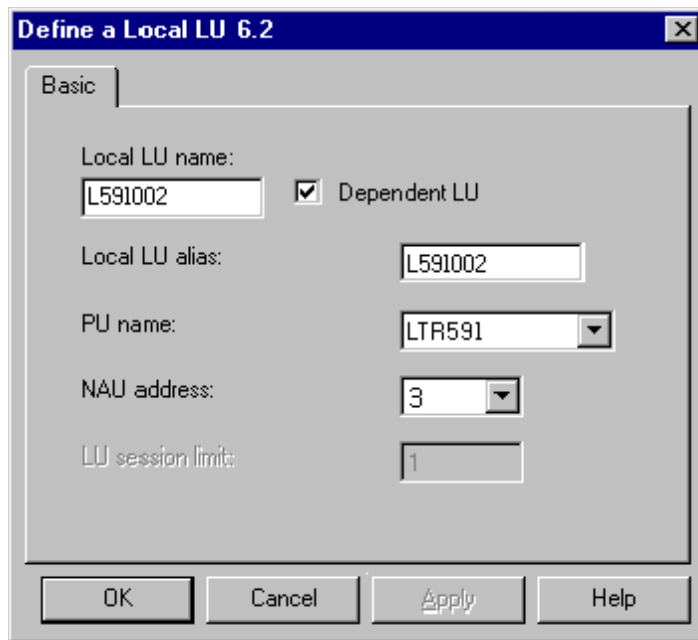 Define a Local LU 6.2
Basic
Local LU name:
L591002 Dependent LU
Local LU alias: L591002
PU name: LTR591
NAU address: 3
LU session limit: 1
OK Cancel Apply Help